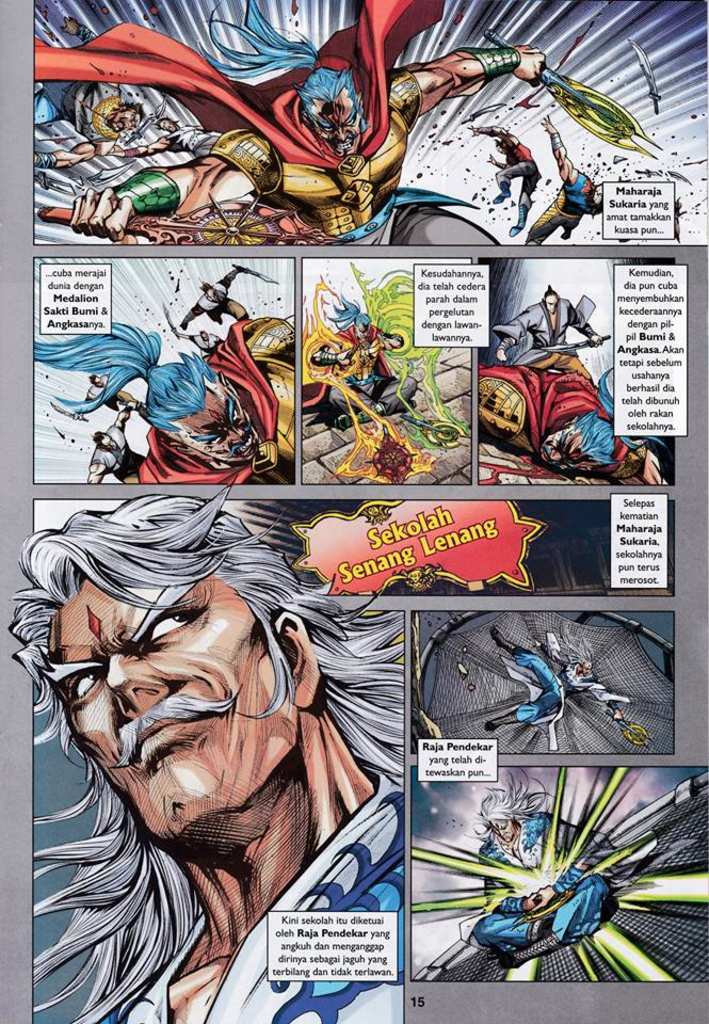 Maharaja
Sukaria yang
amat tamakkan
kuasa pun...
...cuba merajai
dunia dengan
Medalion
Sakti Bumi &
Angkasanya.
Kesudahannya,
dia telah cedera
parah dalam
pergelutan
dengan lawan-
lawannya.
Kemudian,
dia pun cuba
menyembuhkan
kecederaannya
dengan pil-
pil Bumi &
Angkasa.Akan
tetapi sebelum
usahanya
berhasil dia
telah dibunuh
oleh rakan
sekolahnya.
Sekolah
Senang Lenang
Selepas
kematian
Maharaja
Sukaria,
sekolahnya
pun terus
merosot.
Raja Pendekar
yang telah di-
tewaskan pun...
Kini sekolah itu diketuai
oleh Raja Pendekar yang
angkuh dan menganggap
dirinya sebagai jaguh yang
terbilang dan tidak terlawan.
15